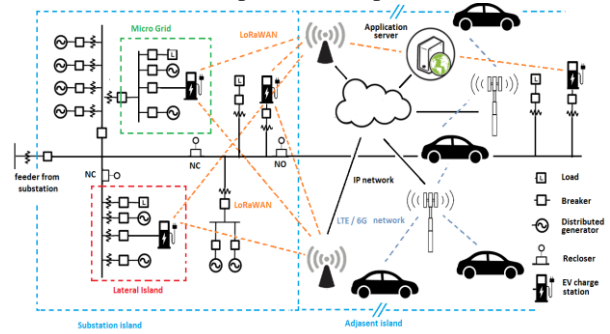 Micro Grid
LoRaWAN
Application
server
L
L
L
NC
NO
feeder from
substation
NC
IP network
LTE / 6G network
LoRaWAN
L
L
Load
Breaker
Distributed
generator
Recloser
EV charge
station
Lateral Island
Substation island
Adjasent island